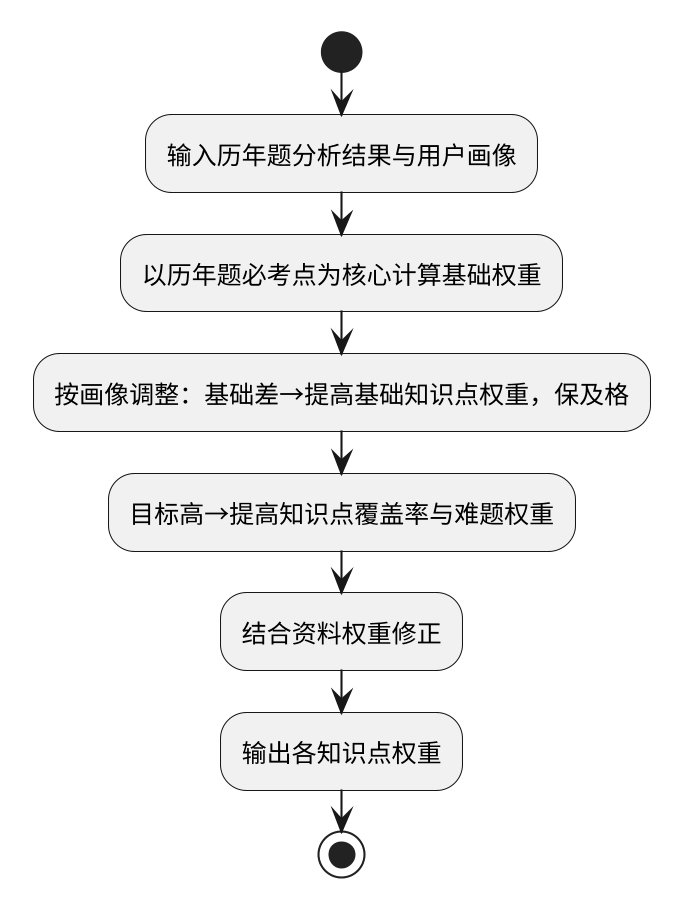 输入历年题分析结果与用户画像
以历年题必考点为核心计算基础权重
按画像调整：基础差→提高基础知识点权重，保及格
目标高→提高知识点覆盖率与难题权重
结合资料权重修正
输出各知识点权重